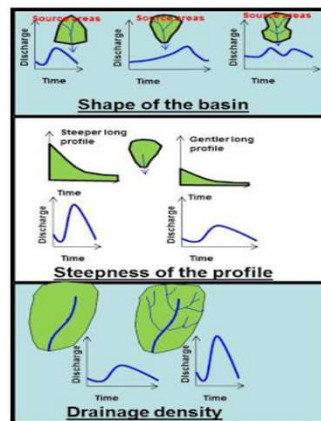 Source areas
Source areas
Source areas
Discharge
Discharge
Discharge
Time
Time
Time
Shape of the basin
Steeper long
profile
Gentler long
profile
Time
Time
Discharge
Discharge
Time
Time
Steepness of the profile
Discharge
Discharge
Time
Time
Drainage density